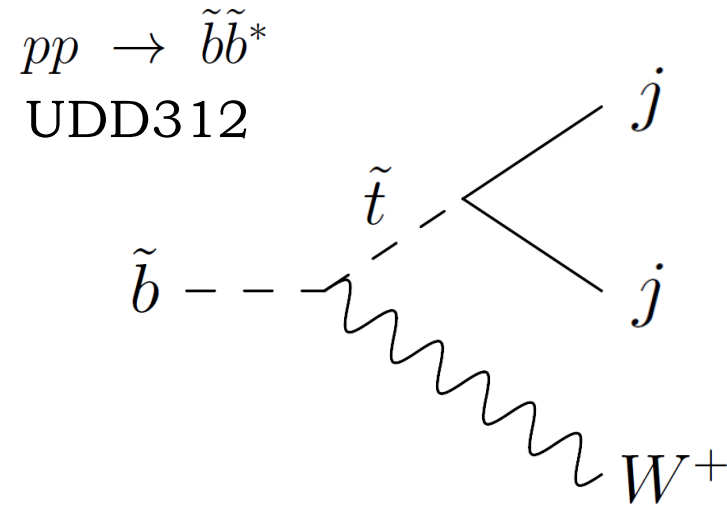 pp → b̃b̃*
UDD312
j
t̃
b̃
j
W⁺